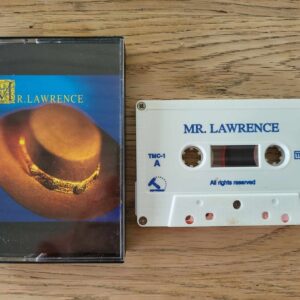 MR.LAWRENCE
MR. LAWRENCE
TMC-1
A
All rights reserved